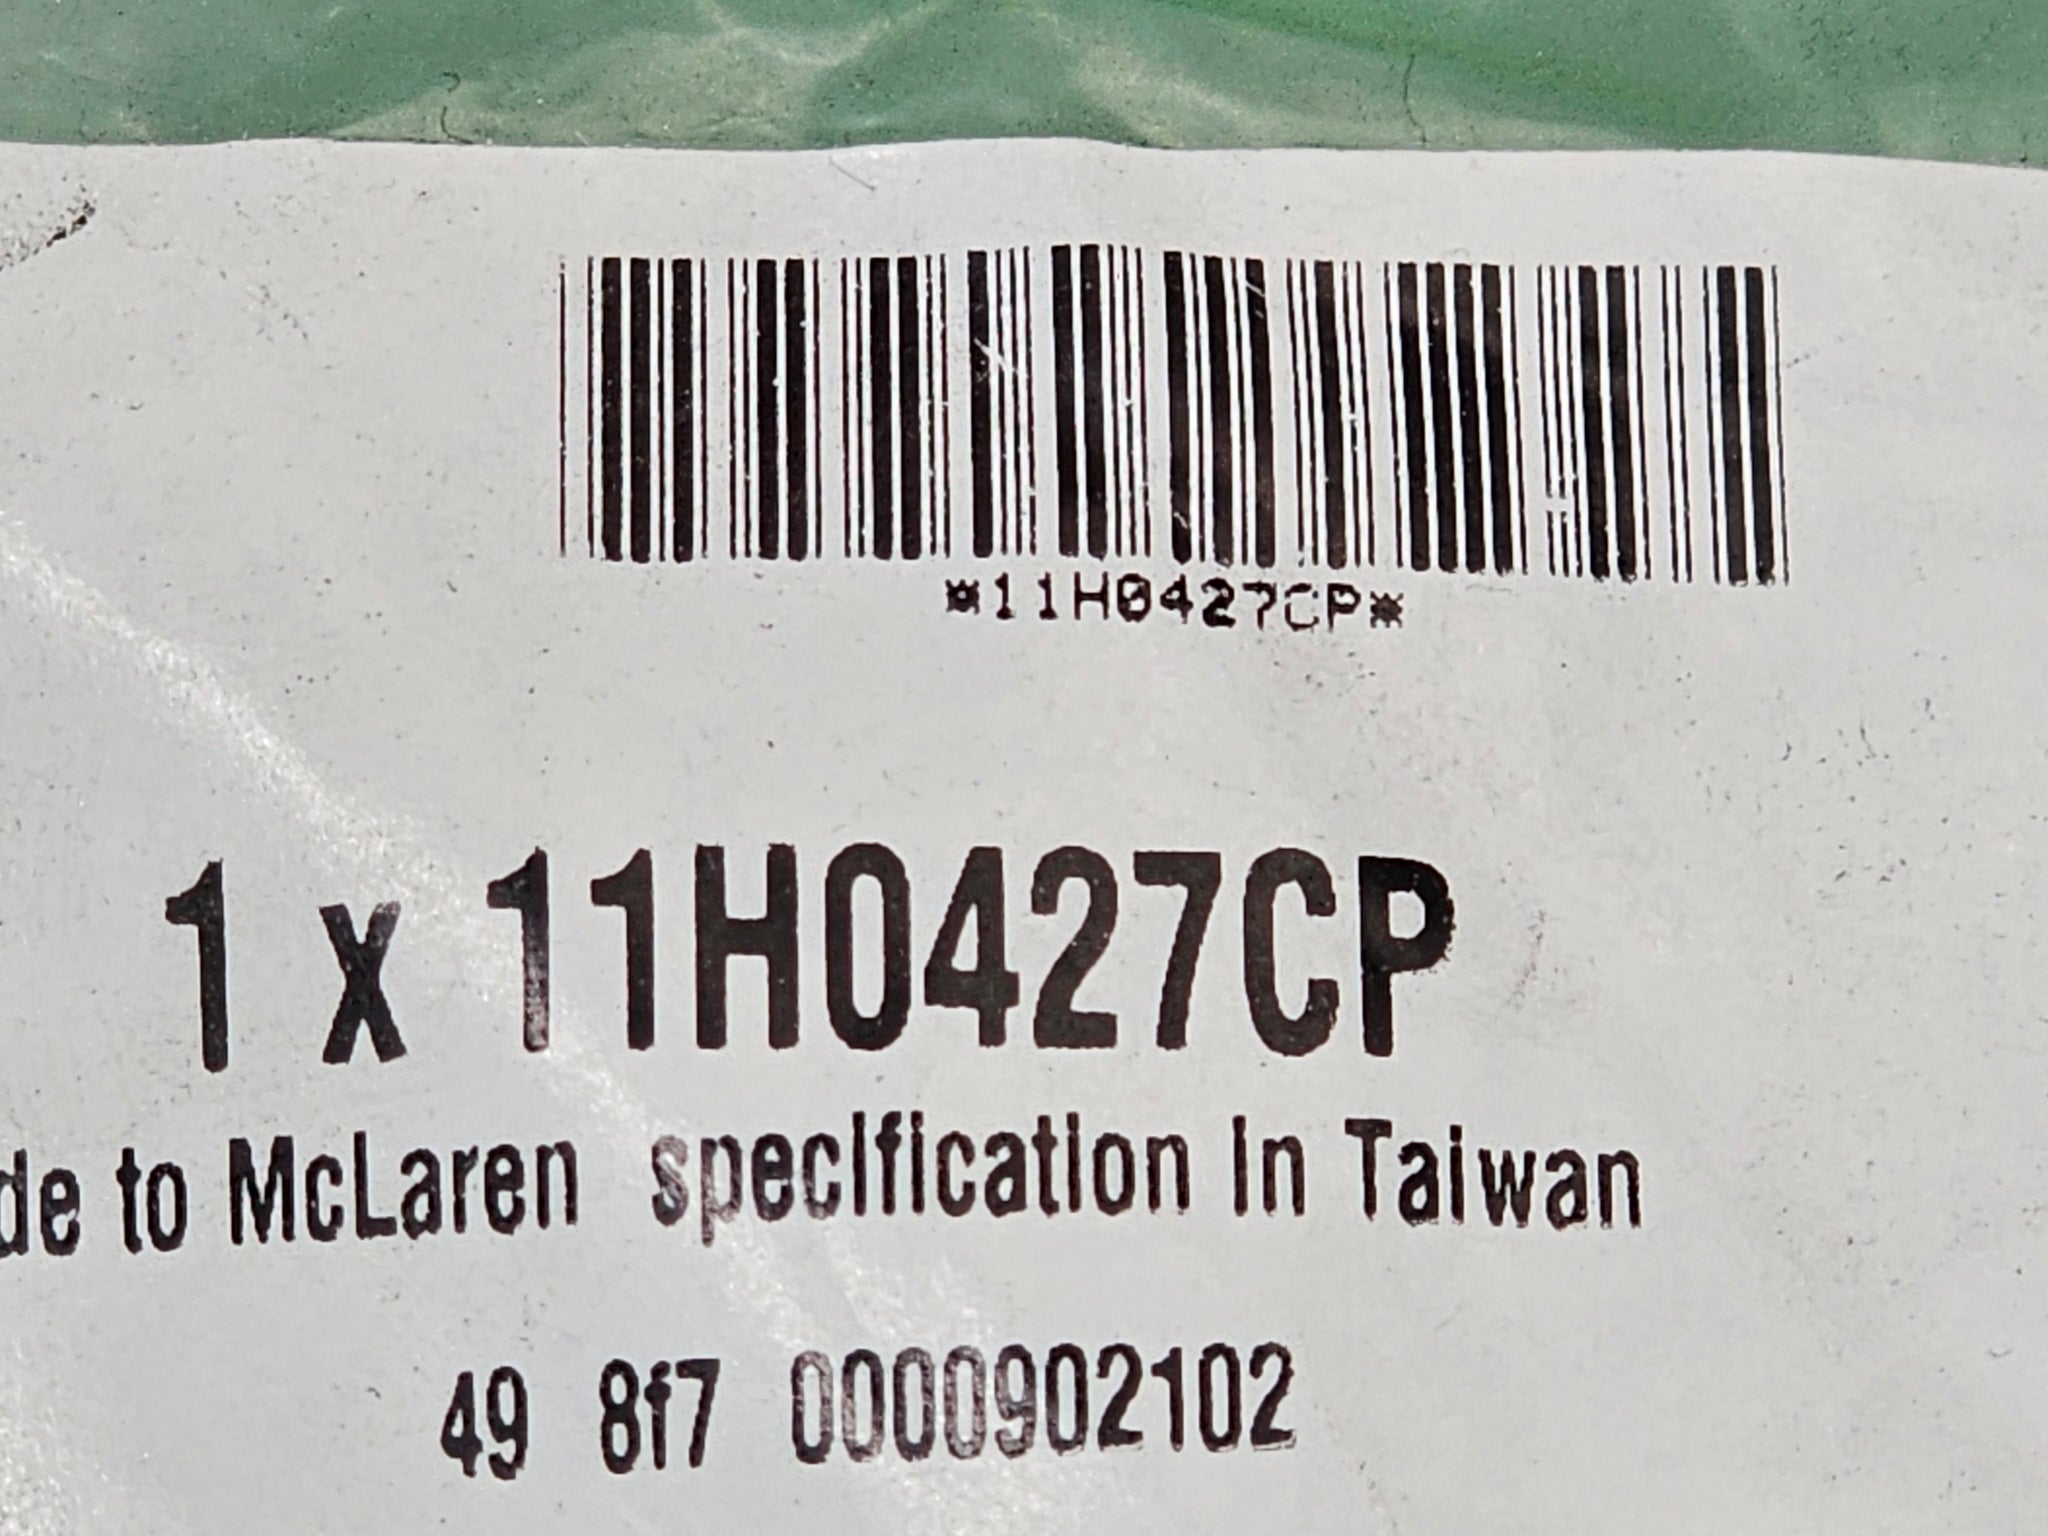 *11H0427CP*
1 x 11H0427CP
de to McLaren specification in Taiwan
49 8f7 0000902102